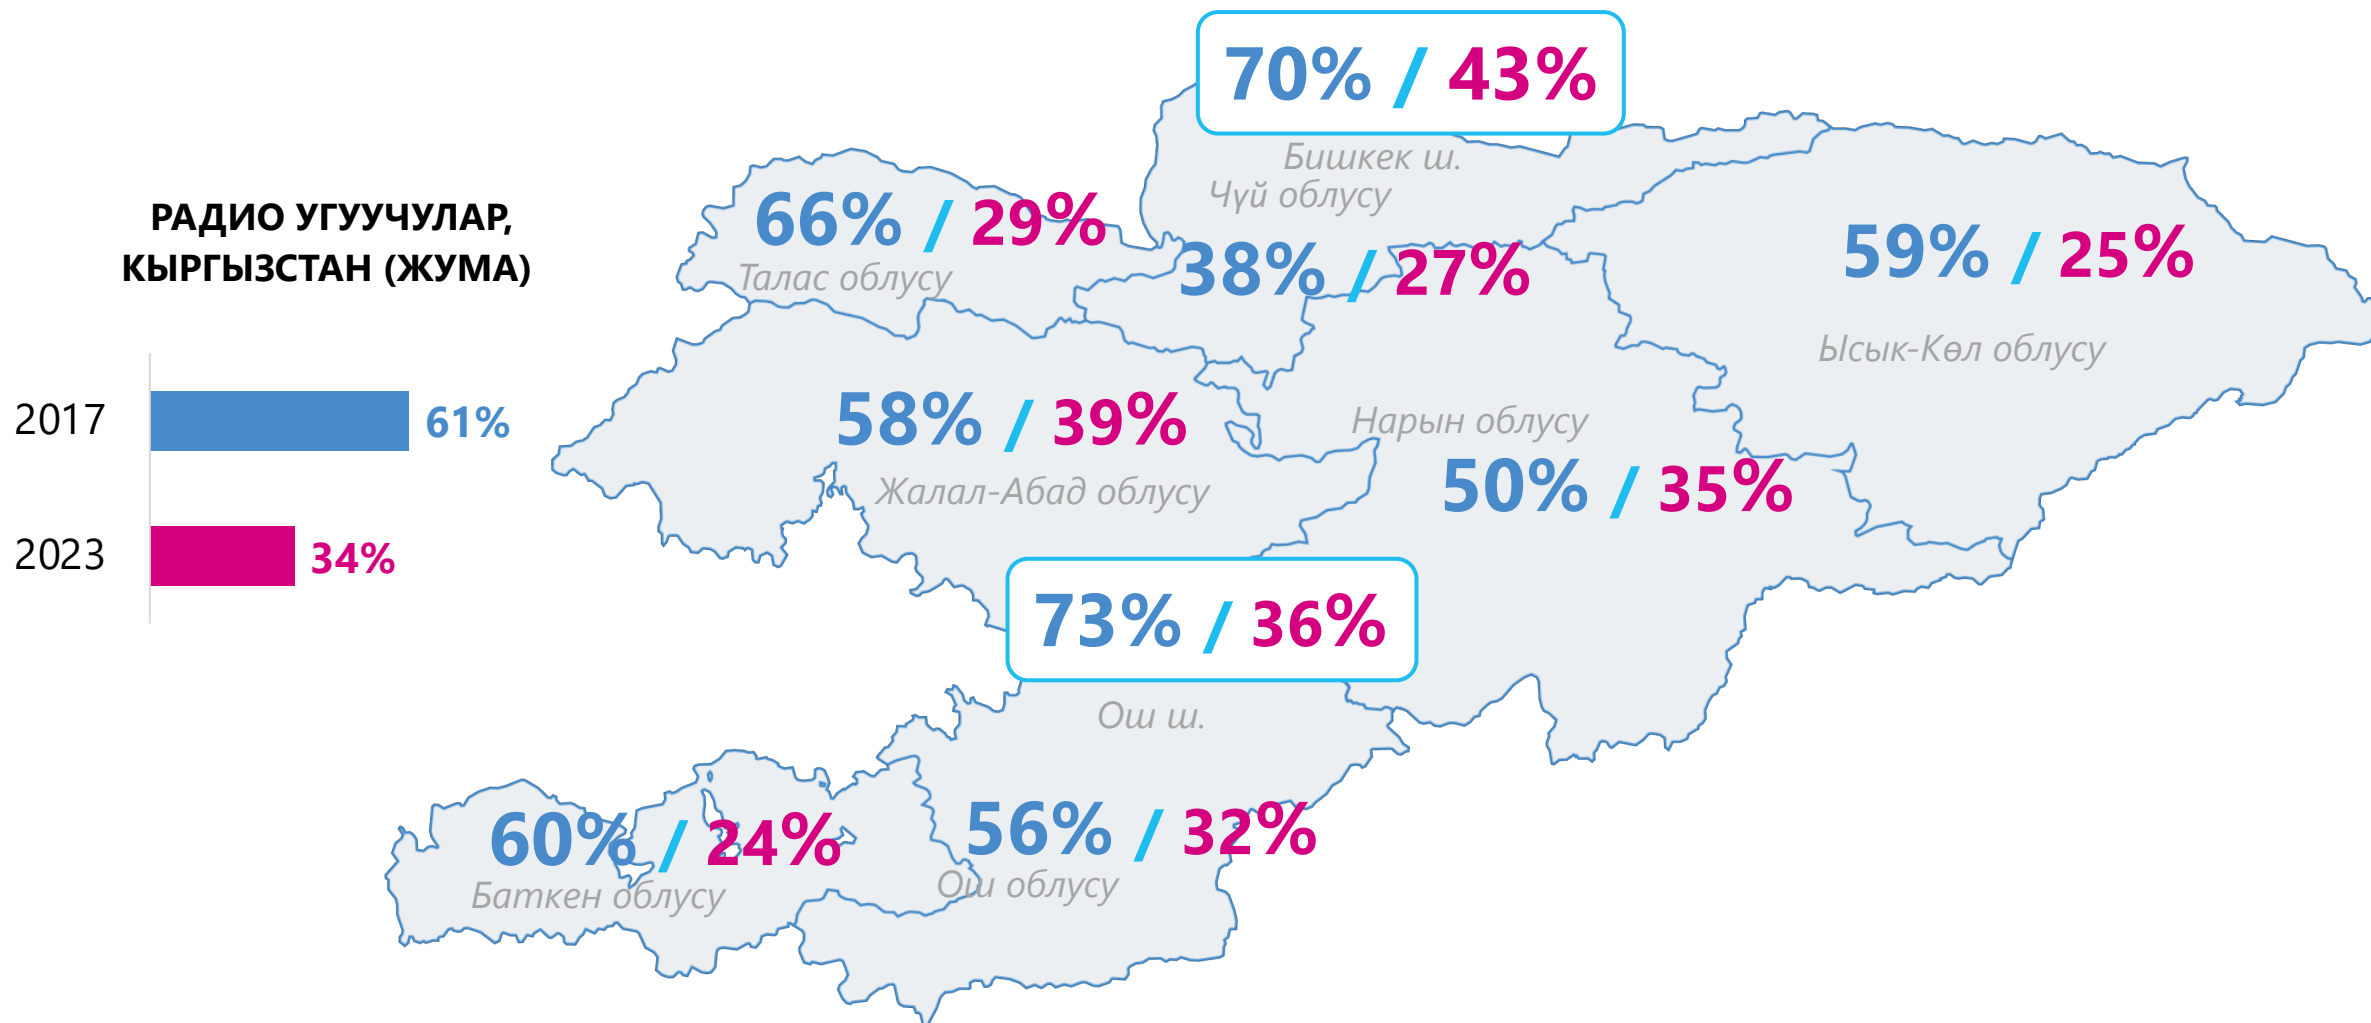 РАДИО УГУУЧУЛАР,
КЫРГЫЗСТАН (ЖУМА)
2017
61%
2023
34%
70% / 43%
Бишкек ш.
Чүй облусу
38% / 27%
66% / 29%
Талас облусу
59% / 25%
Ысык-Көл облусу
58% / 39%
Жалал-Абад облусу
Нарын облусу
50% / 35%
73% / 36%
Ош ш.
56% / 32%
Ош облусу
60% / 24%
Баткен облусу